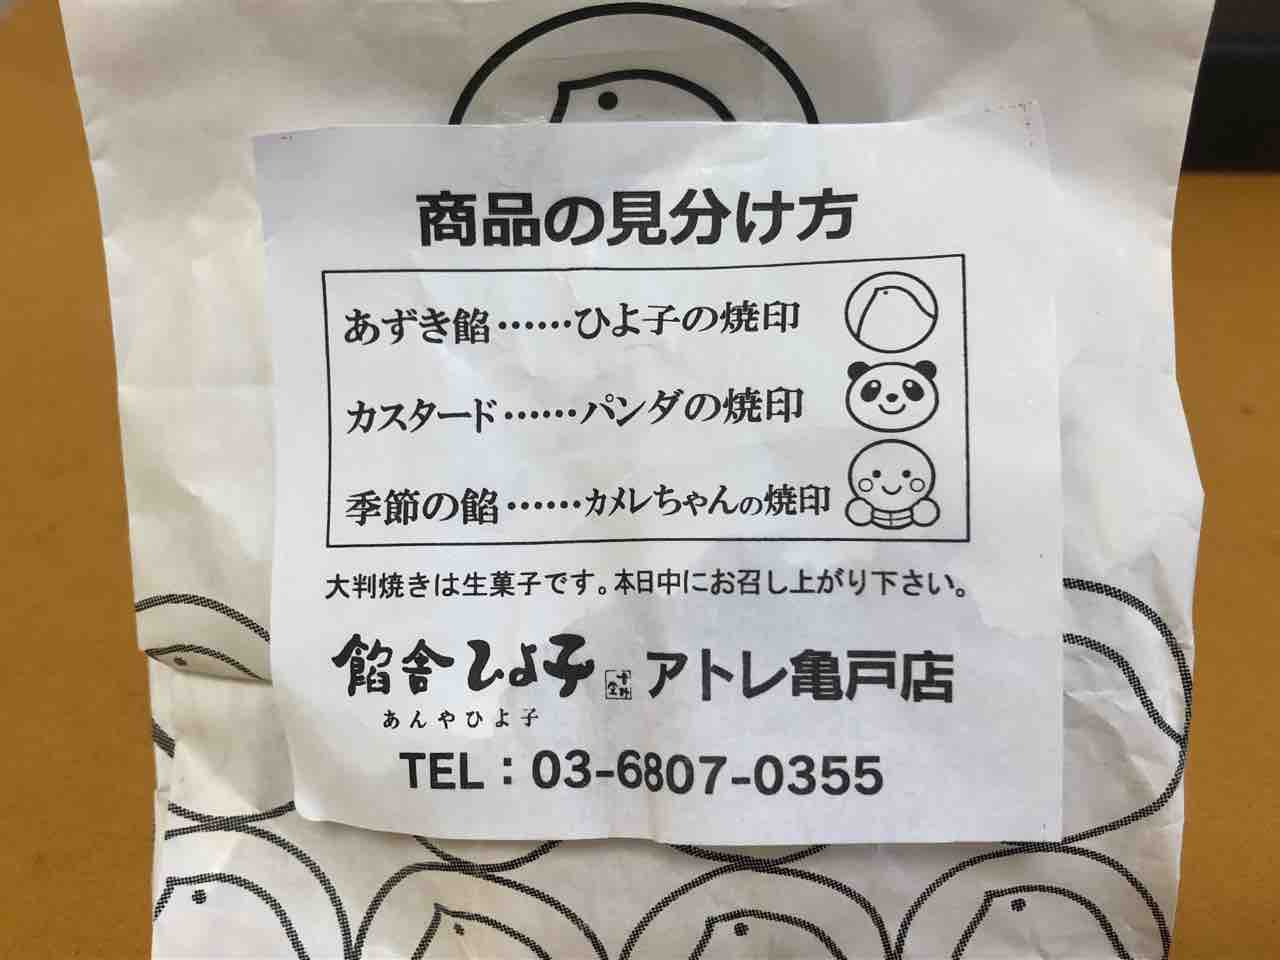 商品の見分け方
あずき餡……ひよ子の焼印
カスタード……パンダの焼印
季節の餡……カメレちゃんの焼印
大判焼きは生菓子です。本日中にお召し上がり下さい。
餡舎ひよ子 アトレ亀戸店
あんやひよ子
TEL：03-6807-0355